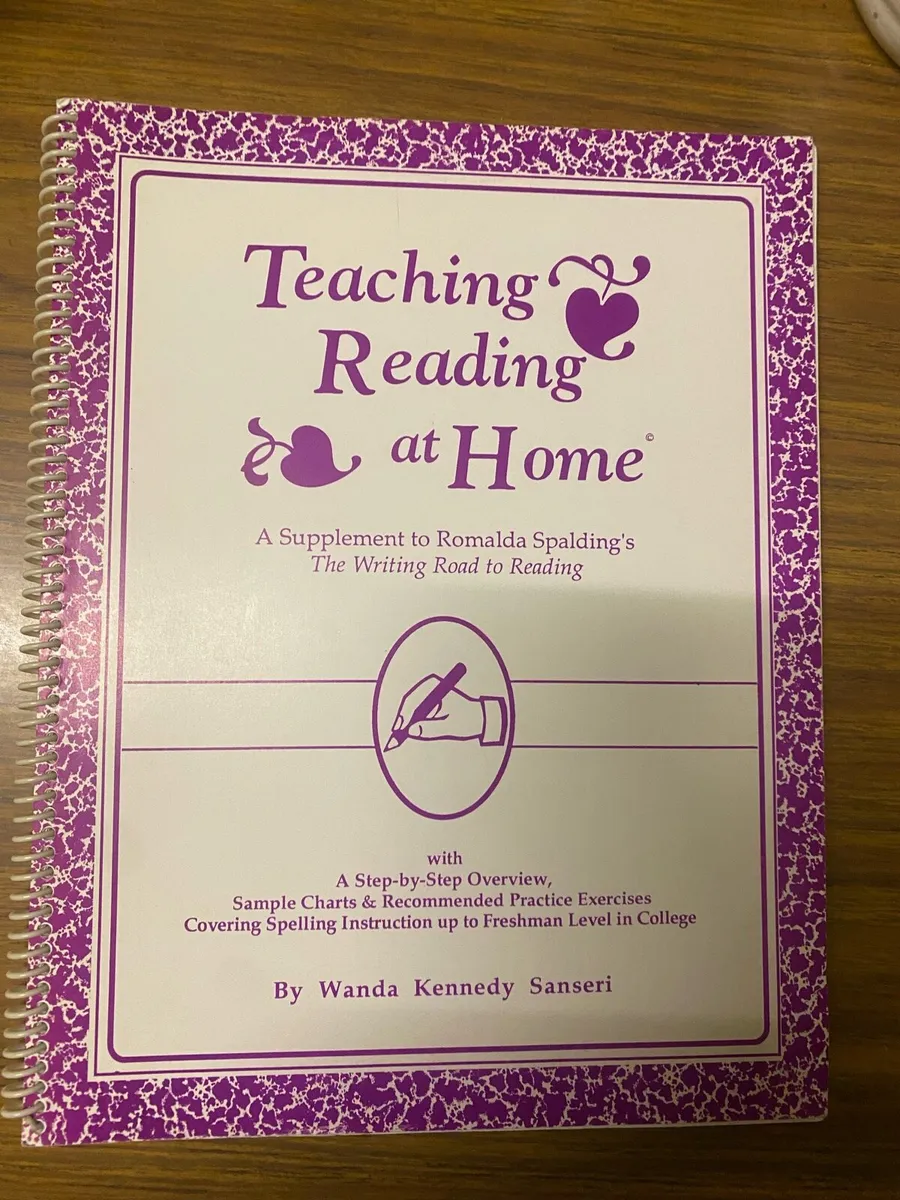 Teaching
Reading
at Home©
A Supplement to Romalda Spalding's
The Writing Road to Reading
with
A Step-by-Step Overview,
Sample Charts & Recommended Practice Exercises
Covering Spelling Instruction up to Freshman Level in College
By Wanda Kennedy Sanseri